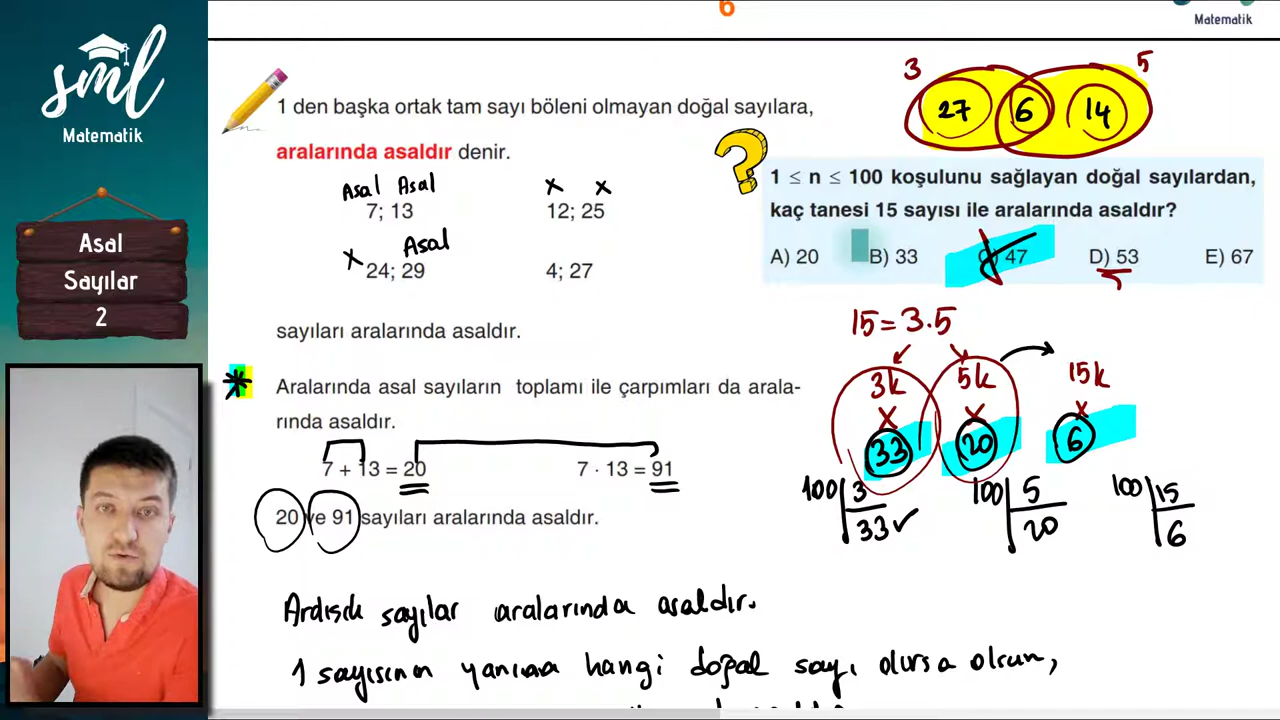 sml
Matematik
Asal
Sayılar
2
6
Matematik
1 den başka ortak tam sayı böleni olmayan doğal sayılara,
aralarında asaldır denir.
Asal Asal
7; 13
x x
12; 25
x Asal
24; 29
4; 27
sayıları aralarında asaldır.
* Aralarında asal sayıların toplamı ile çarpımları da arala-
rında asaldır.
7 + 13 = 20
7 · 13 = 91
20 ve 91 sayıları aralarında asaldır.
Ardışık sayılar aralarında asaldır.
1 sayısının yanına hangi doğal sayı olursa olsun,
3 5
27 6 14
?
1 ≤ n ≤ 100 koşulunu sağlayan doğal sayılardan,
kaç tanesi 15 sayısı ile aralarında asaldır?
A) 20 B) 33 C) 47 D) 53 E) 67
15 = 3.5
3k 5k 15k
x x x
33 20 6
100 3 100 5 100 15
33 ✓ 20 6